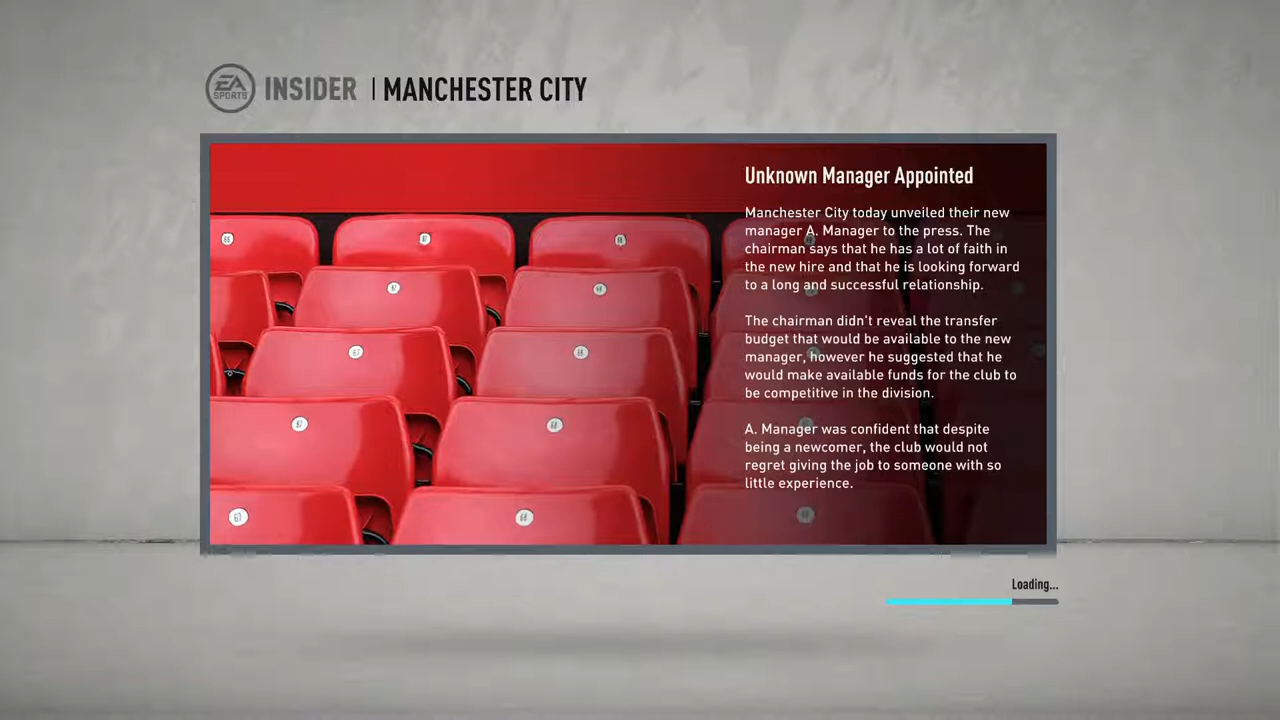 EA SPORTS INSIDER | MANCHESTER CITY
Unknown Manager Appointed
Manchester City today unveiled their new
manager A. Manager to the press. The
chairman says that he has a lot of faith in
the new hire and that he is looking forward
to a long and successful relationship.
The chairman didn't reveal the transfer
budget that would be available to the new
manager, however he suggested that he
would make available funds for the club to
be competitive in the division.
A. Manager was confident that despite
being a newcomer, the club would not
regret giving the job to someone with so
little experience.
67
67
68
67
Loading...